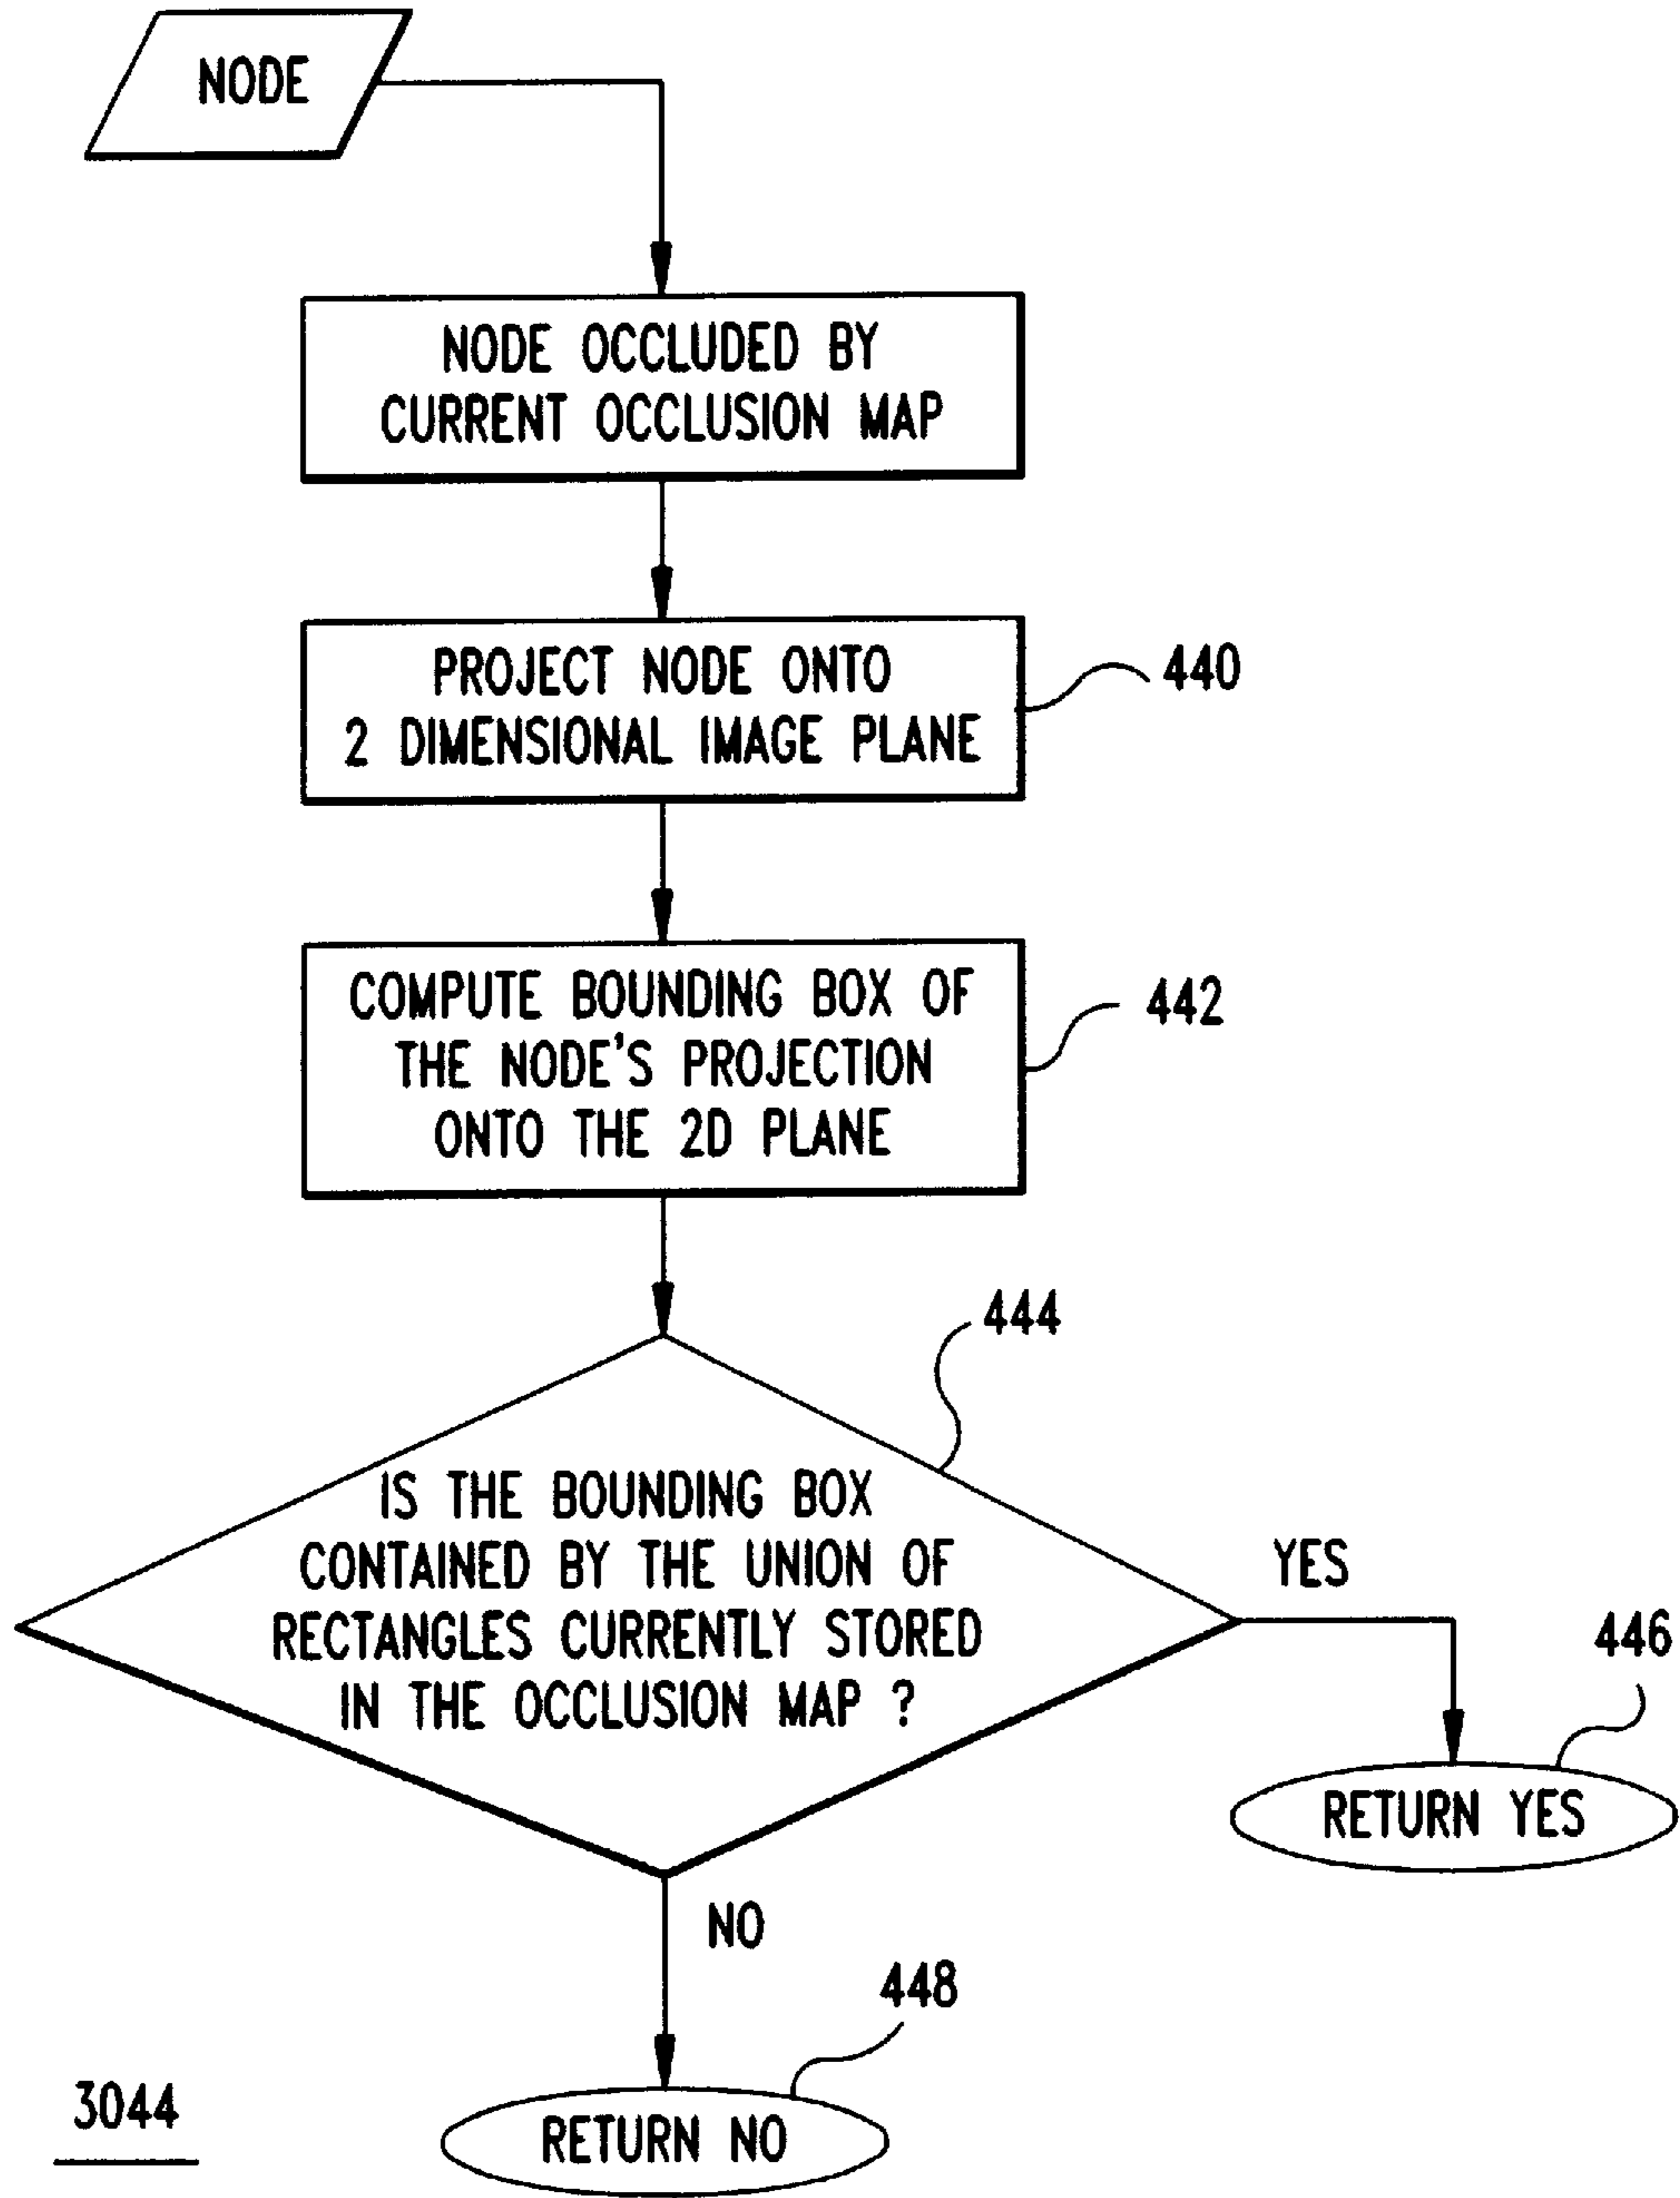 NODE
NODE OCCLUDED BY
CURRENT OCCLUSION MAP
PROJECT NODE ONTO
2 DIMENSIONAL IMAGE PLANE
440
COMPUTE BOUNDING BOX OF
THE NODE'S PROJECTION
ONTO THE 2D PLANE
442
444
IS THE BOUNDING BOX
CONTAINED BY THE UNION OF
RECTANGLES CURRENTLY STORED
IN THE OCCLUSION MAP ?
YES
446
RETURN YES
NO
448
RETURN NO
3044